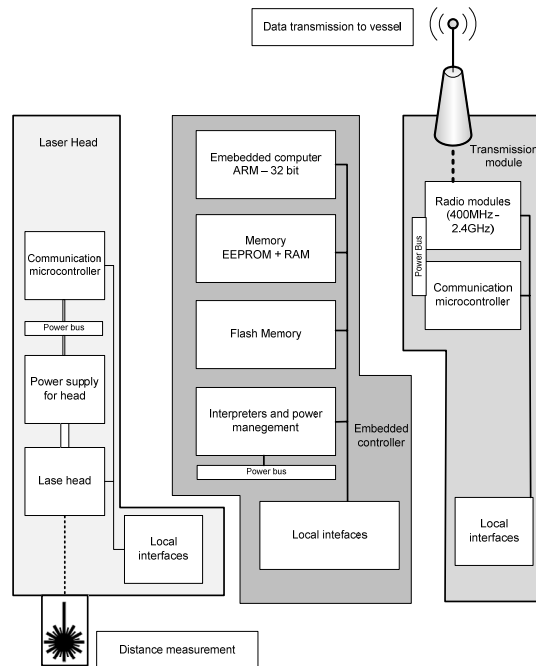 Data transmission to vessel
Laser Head
Communication
microcontroller
Power bus
Power supply
for head
Lase head
Local
interfaces
Distance measurement
Emebedded computer
ARM – 32 bit
Memory
EEPROM + RAM
Flash Memory
Interpreters and power
manegement
Power bus
Embedded
controller
Local intefaces
Transmission
module
Radio modules
(400MHz-
2.4GHz)
Power Bus
Communication
microcontroller
Local
interfaces